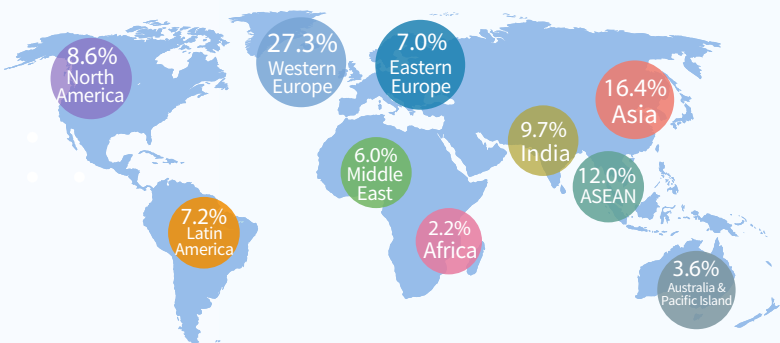 8.6%
North
America
27.3%
Western
Europe
7.0%
Eastern
Europe
16.4%
Asia
9.7%
India
6.0%
Middle
East
12.0%
ASEAN
7.2%
Latin
America
2.2%
Africa
3.6%
Australia &
Pacific Island